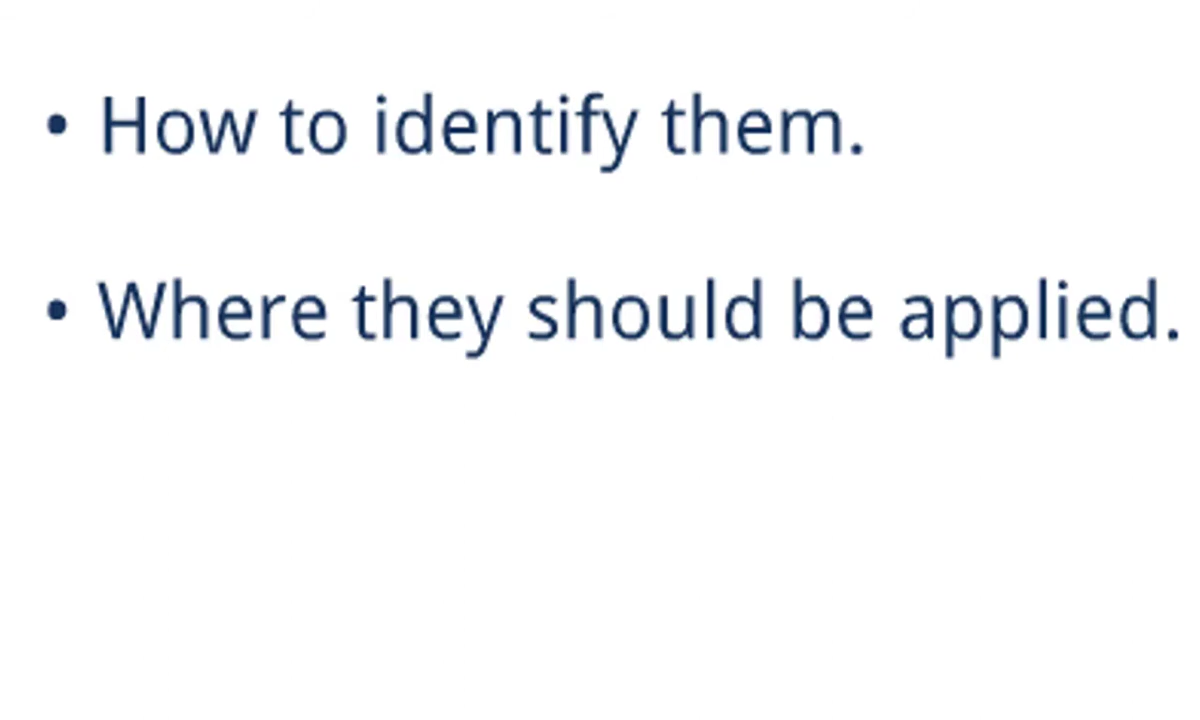 • How to identify them.
• Where they should be applied.